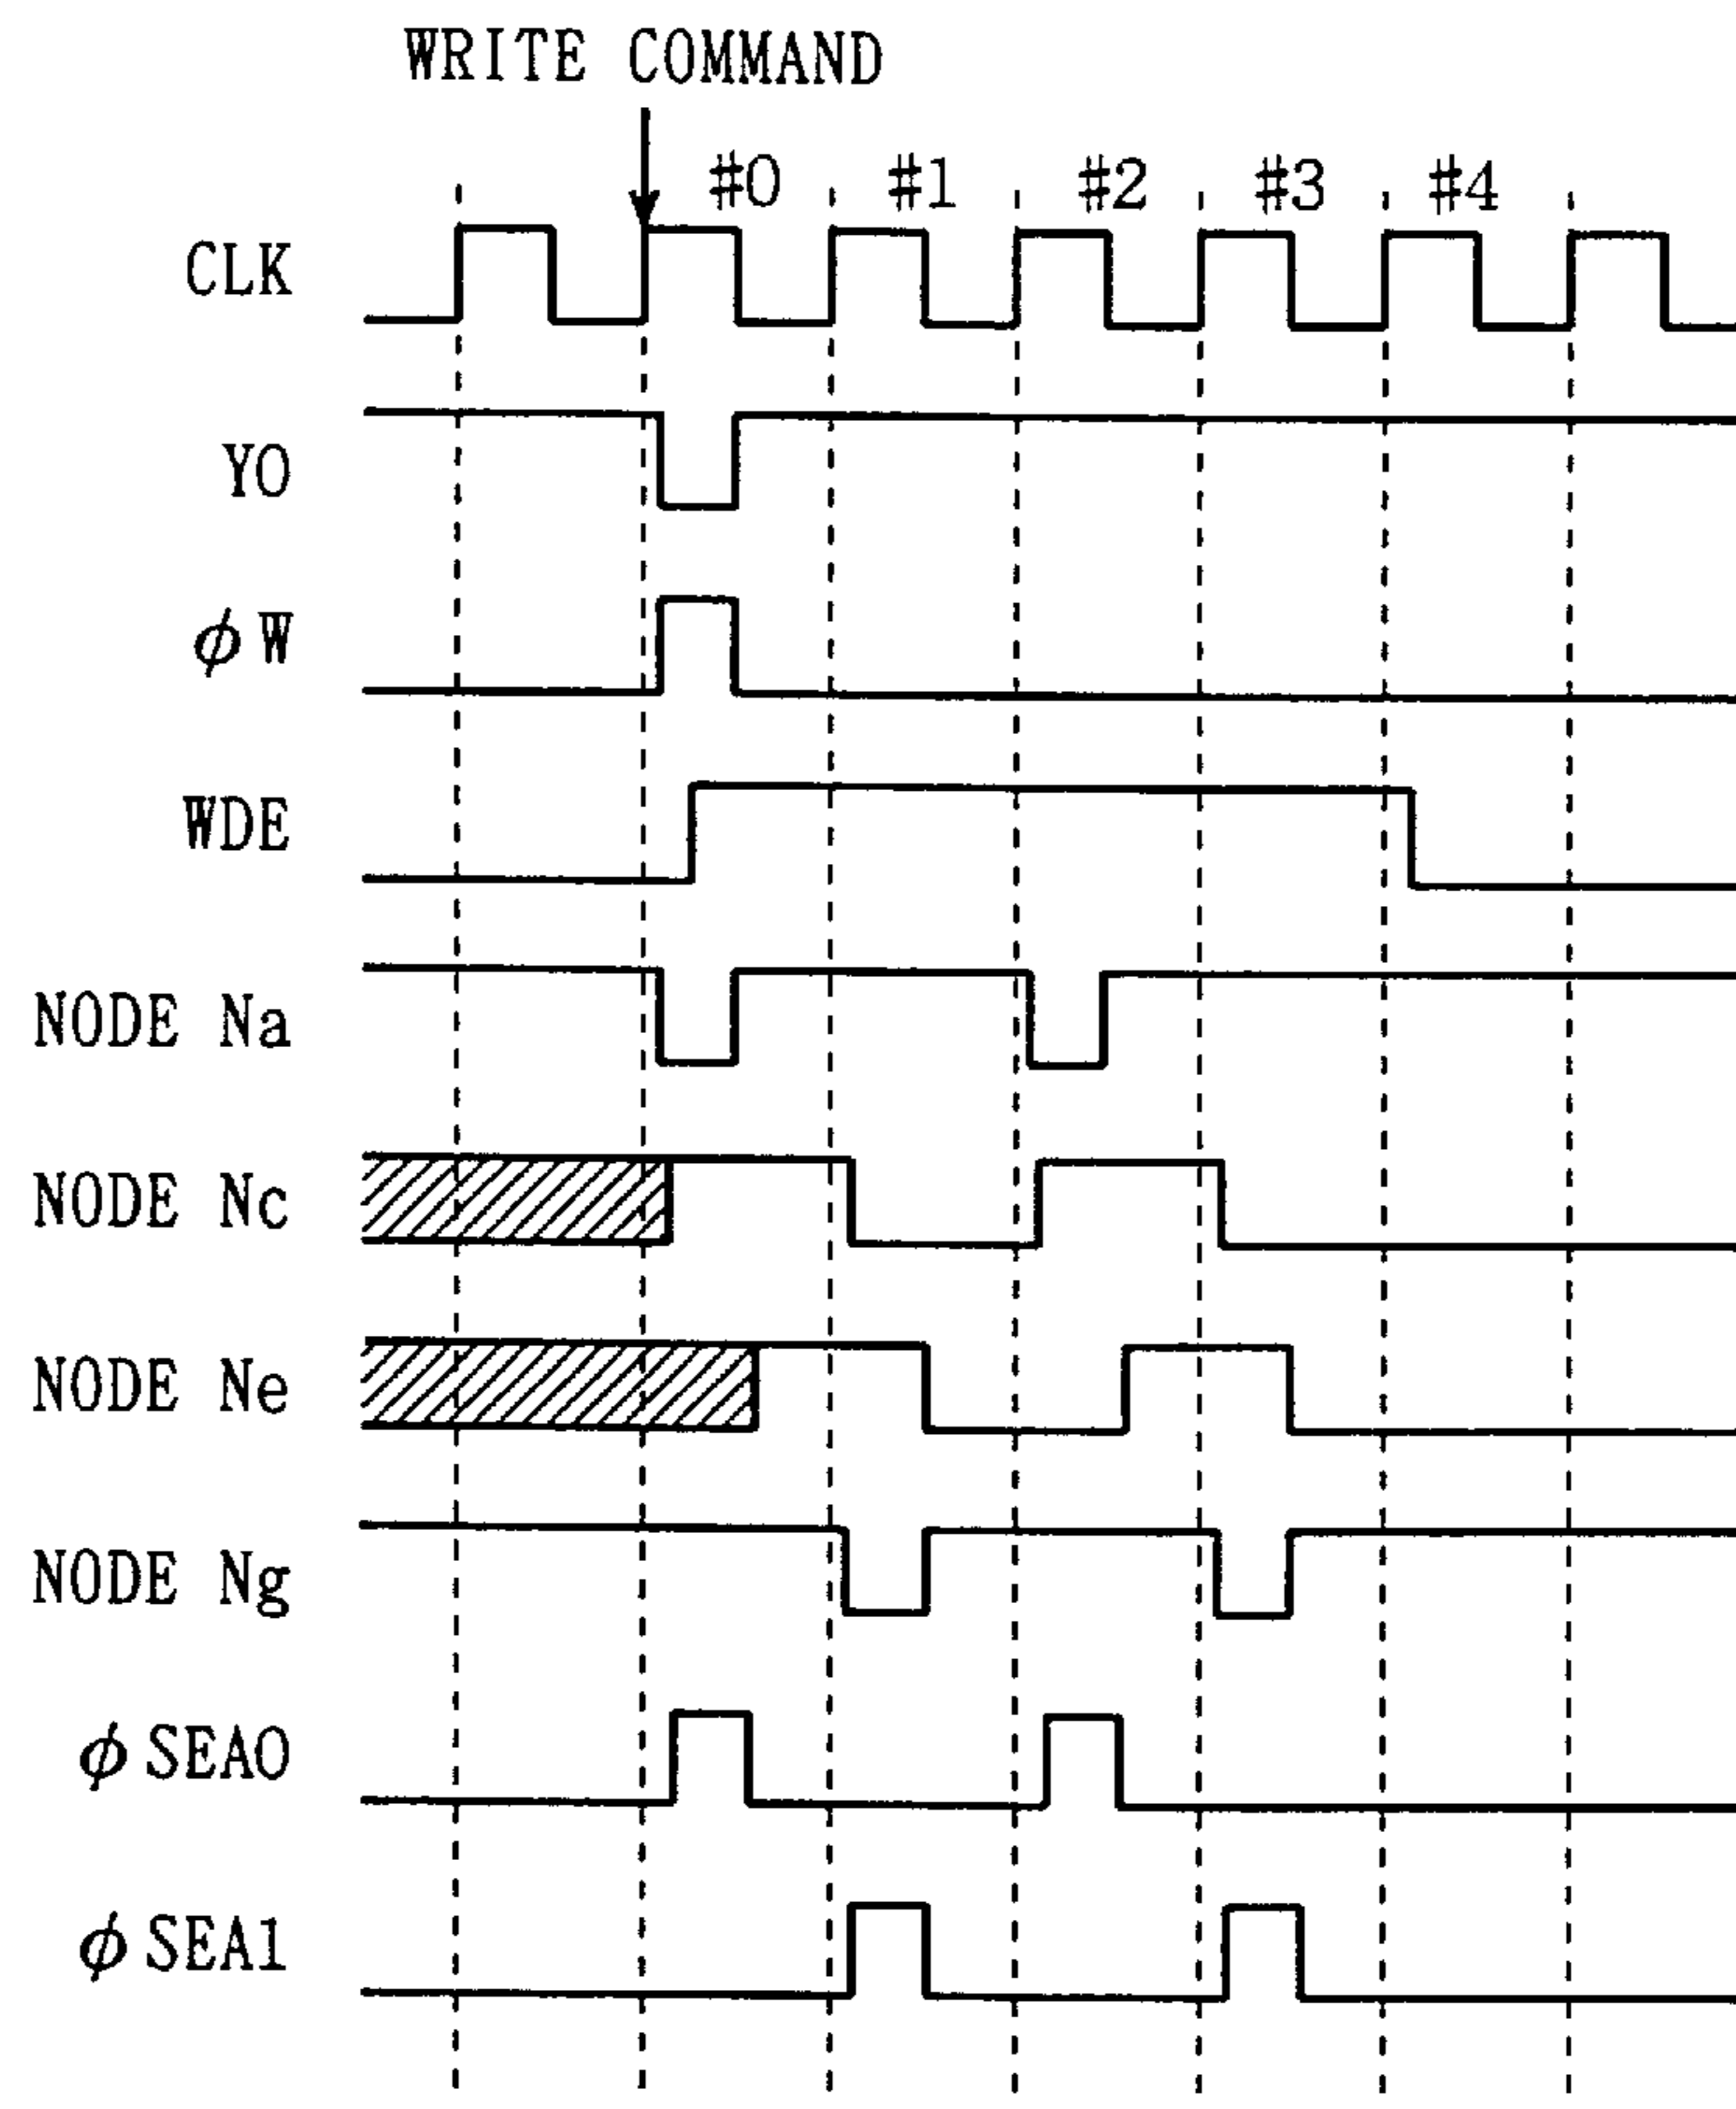 WRITE COMMAND
#0 #1 #2 #3 #4
CLK
Y0
φW
WDE
NODE Na
NODE Nc
NODE Ne
NODE Ng
φSEA0
φSEA1